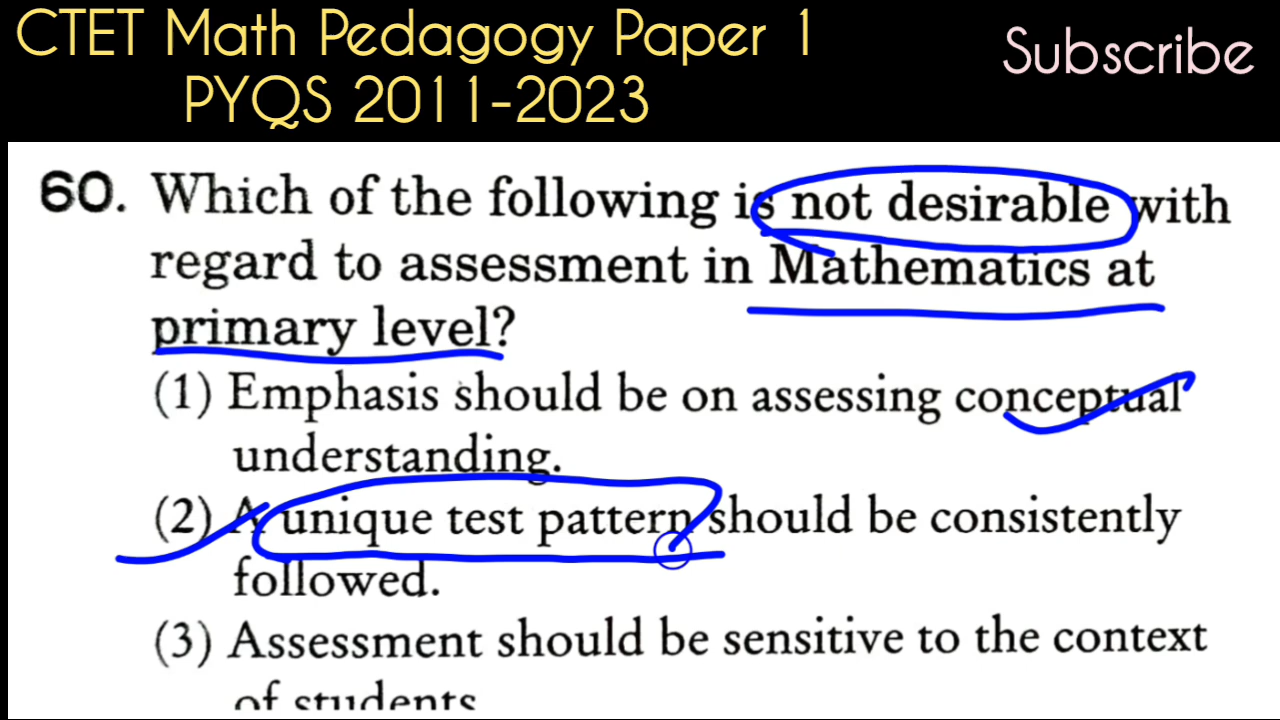 CTET Math Pedagogy Paper 1
PYQS 2011-2023
Subscribe
60. Which of the following is not desirable with
regard to assessment in Mathematics at
primary level?
(1) Emphasis should be on assessing conceptual
understanding.
(2) A unique test pattern should be consistently
followed.
(3) Assessment should be sensitive to the context
of students